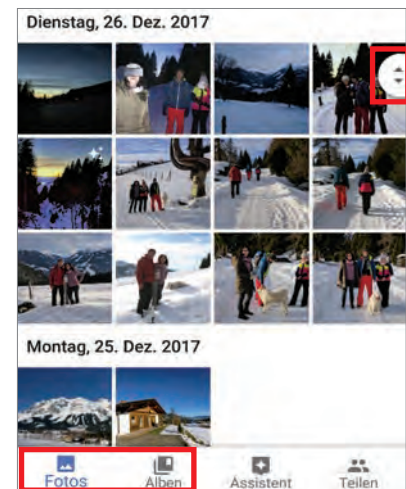 Dienstag, 26. Dez. 2017
Montag, 25. Dez. 2017
Fotos Alben Assistent Teilen